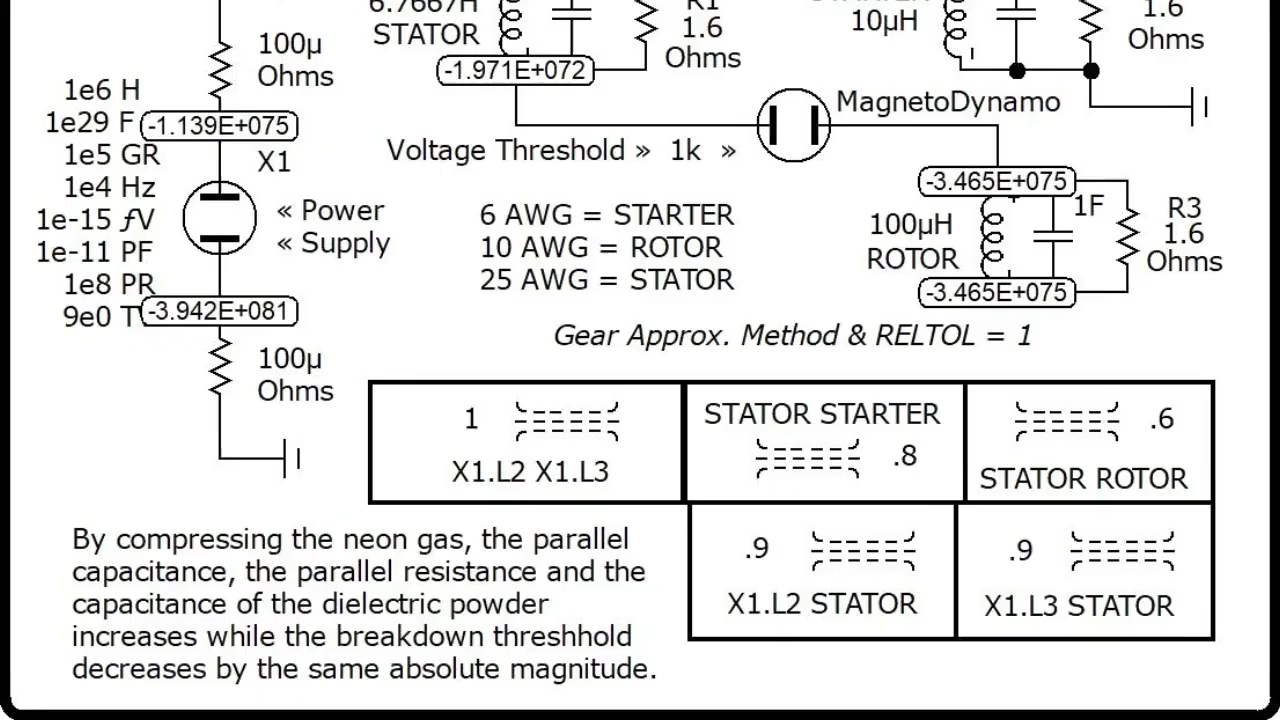 6.7667H
STATOR
R1
1.6
Ohms
10µH
1.6
Ohms
100µ
Ohms
-1.971E+072
1e6 H
1e29 F
-1.139E+075
1e5 GR
X1
1e4 Hz
1e-15 ƒV
« Power
1e-11 PF
« Supply
1e8 PR
9e0
-3.942E+081
100µ
Ohms
MagnetoDynamo
Voltage Threshold » 1k »
-3.465E+075
1F
R3
1.6
Ohms
100µH
ROTOR
-3.465E+075
6 AWG = STARTER
10 AWG = ROTOR
25 AWG = STATOR
Gear Approx. Method & RELTOL = 1
1
X1.L2 X1.L3
STATOR STARTER
.8
.6
STATOR ROTOR
.9
X1.L2 STATOR
.9
X1.L3 STATOR
By compressing the neon gas, the parallel
capacitance, the parallel resistance and the
capacitance of the dielectric powder
increases while the breakdown threshhold
decreases by the same absolute magnitude.